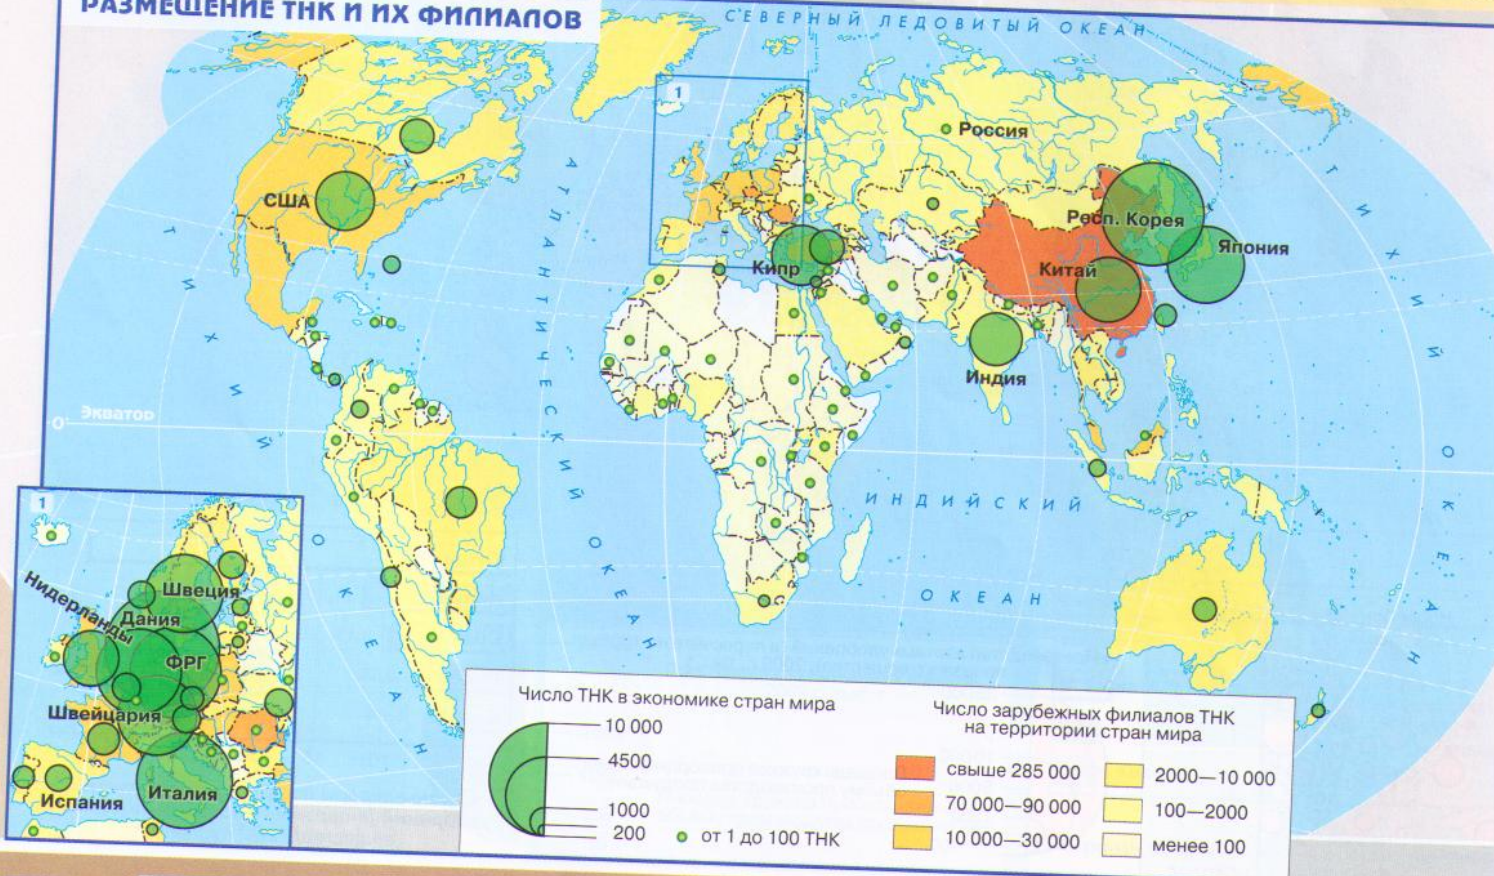 РАЗМЕЩЕНИЕ ТНК И ИХ ФИЛИАЛОВ
СЕВЕРНЫЙ ЛЕДОВИТЫЙ ОКЕАН
1
Россия
США
Респ. Корея
Япония
Китай
Кипр
Индия
ТИХИЙ ОКЕАН
АТЛАНТИЧЕСКИЙ ОКЕАН
ТИХИЙ ОКЕАН
ИНДИЙСКИЙ ОКЕАН
Экватор
0°
1
Швеция
Нидерланды
Дания
ФРГ
Швейцария
Испания
Италия
Число ТНК в экономике стран мира
10 000
4500
1000
200
от 1 до 100 ТНК
Число зарубежных филиалов ТНК
на территории стран мира
свыше 285 000
70 000—90 000
10 000—30 000
2000—10 000
100—2000
менее 100